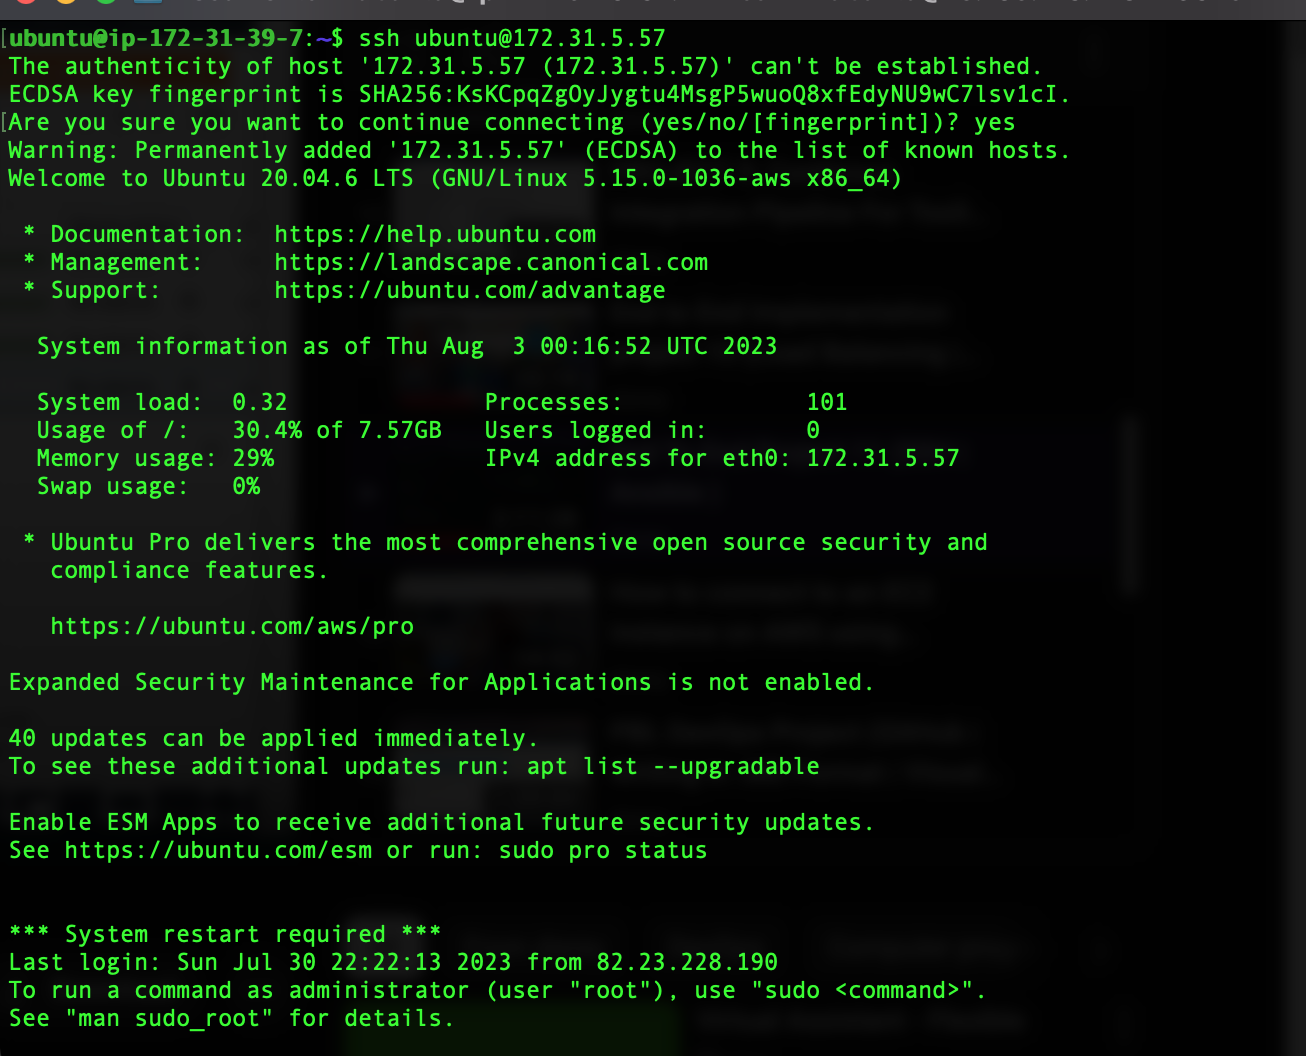 [ubuntu@ip-172-31-39-7:~$ ssh ubuntu@172.31.5.57
The authenticity of host '172.31.5.57 (172.31.5.57)' can't be established.
ECDSA key fingerprint is SHA256:KsKCpqZgOyJygtu4MsgP5wuoQ8xfEdyNU9wC7lsv1cI.
[Are you sure you want to continue connecting (yes/no/[fingerprint])? yes
Warning: Permanently added '172.31.5.57' (ECDSA) to the list of known hosts.
Welcome to Ubuntu 20.04.6 LTS (GNU/Linux 5.15.0-1036-aws x86_64)

 * Documentation:  https://help.ubuntu.com
 * Management:     https://landscape.canonical.com
 * Support:        https://ubuntu.com/advantage

  System information as of Thu Aug  3 00:16:52 UTC 2023

  System load:  0.32              Processes:             101
  Usage of /:   30.4% of 7.57GB   Users logged in:       0
  Memory usage: 29%               IPv4 address for eth0: 172.31.5.57
  Swap usage:   0%

 * Ubuntu Pro delivers the most comprehensive open source security and
   compliance features.

   https://ubuntu.com/aws/pro

Expanded Security Maintenance for Applications is not enabled.

40 updates can be applied immediately.
To see these additional updates run: apt list --upgradable

Enable ESM Apps to receive additional future security updates.
See https://ubuntu.com/esm or run: sudo pro status


*** System restart required ***
Last login: Sun Jul 30 22:22:13 2023 from 82.23.228.190
To run a command as administrator (user "root"), use "sudo <command>".
See "man sudo_root" for details.